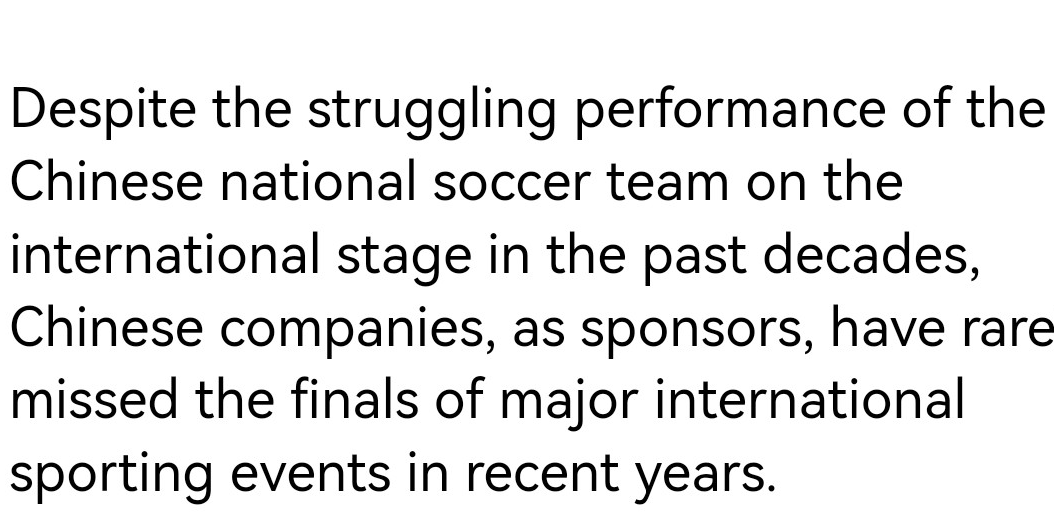 Despite the struggling performance of the
Chinese national soccer team on the
international stage in the past decades,
Chinese companies, as sponsors, have rare
missed the finals of major international
sporting events in recent years.